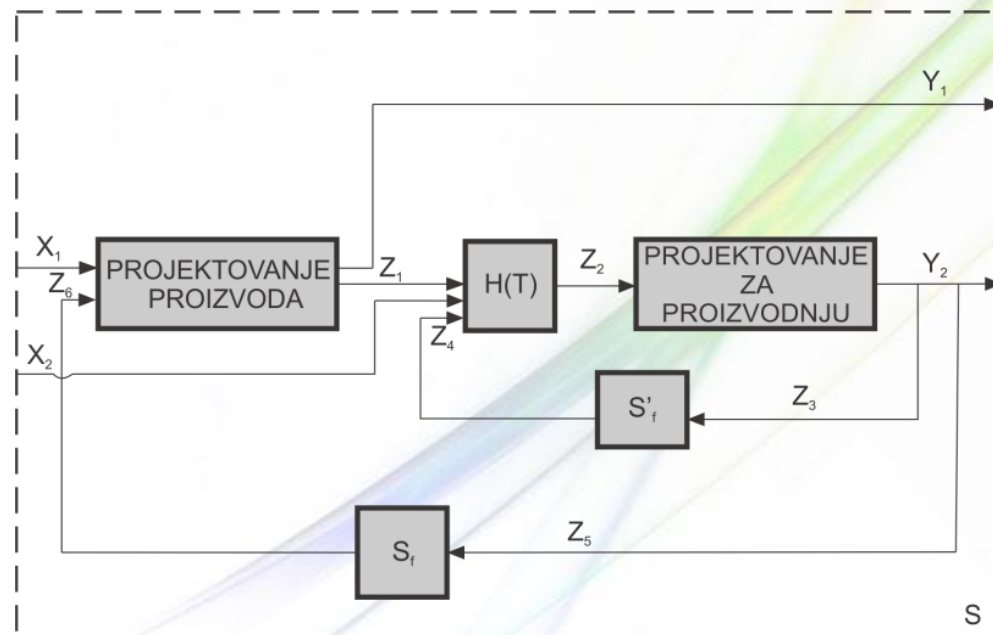 Y₁
X₁
PROJEKTOVANJE
PROIZVODA
Z₆
Z₁
H(T)
Z₂
PROJEKTOVANJE
ZA
PROIZVODNJU
Y₂
X₂
Z₄
S'f
Z₃
Sf
Z₅
S